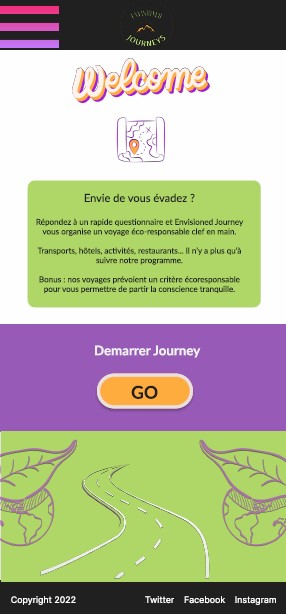 ENVISIONED
JOURNEYS
Welcome
Envie de vous évadez ?
Répondez à un rapide questionnaire et Envisioned Journey
vous organise un voyage éco-responsable clef en main.
Transports, hôtels, activités, restaurants... Il n'y a plus qu'à
suivre notre programme.
Bonus : nos voyages prévoient un critère écoresponsable
pour vous permettre de partir la conscience tranquille.
Demarrer Journey
GO
Copyright 2022 Twitter Facebook Instagram